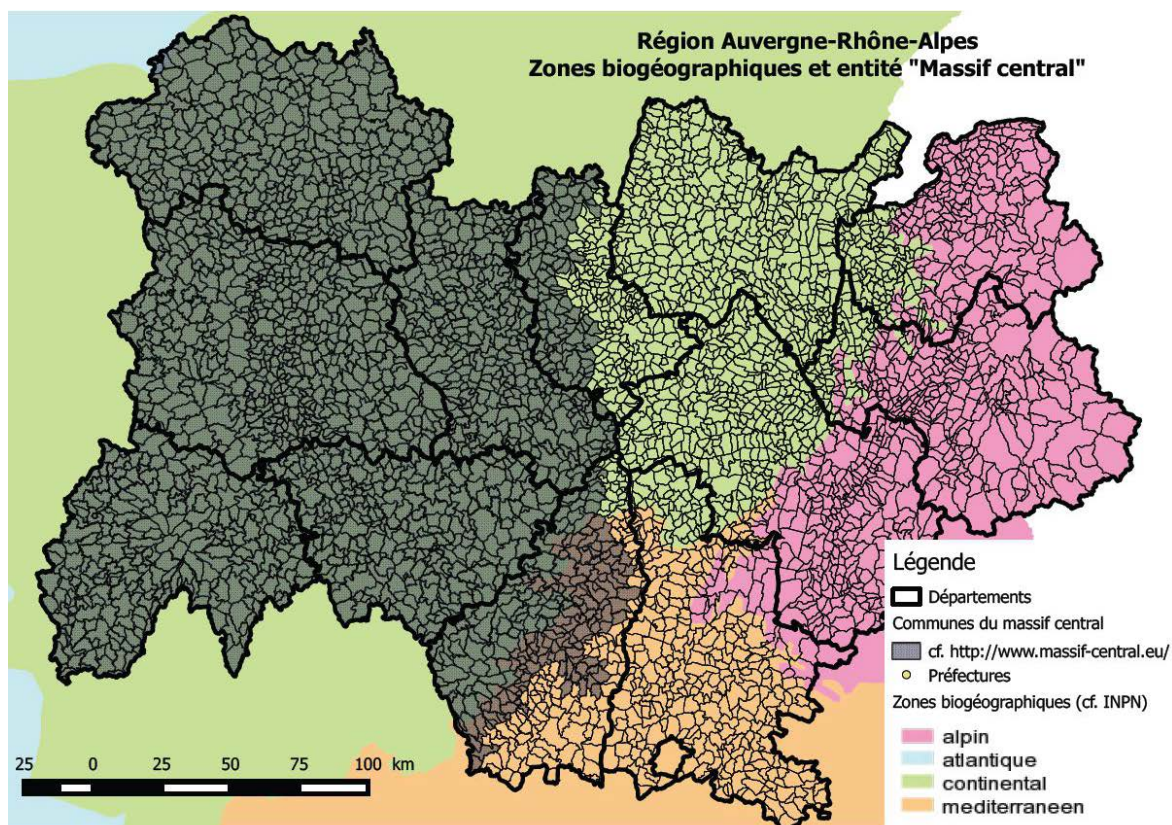 Région Auvergne-Rhône-Alpes
Zones biogéographiques et entité "Massif central"
Légende
Départements
Communes du massif central
cf. http://www.massif-central.eu/
Préfectures
Zones biogéographiques (cf. INPN)
alpin
atlantique
continental
mediterraneen
25 0 25 50 75 100 km